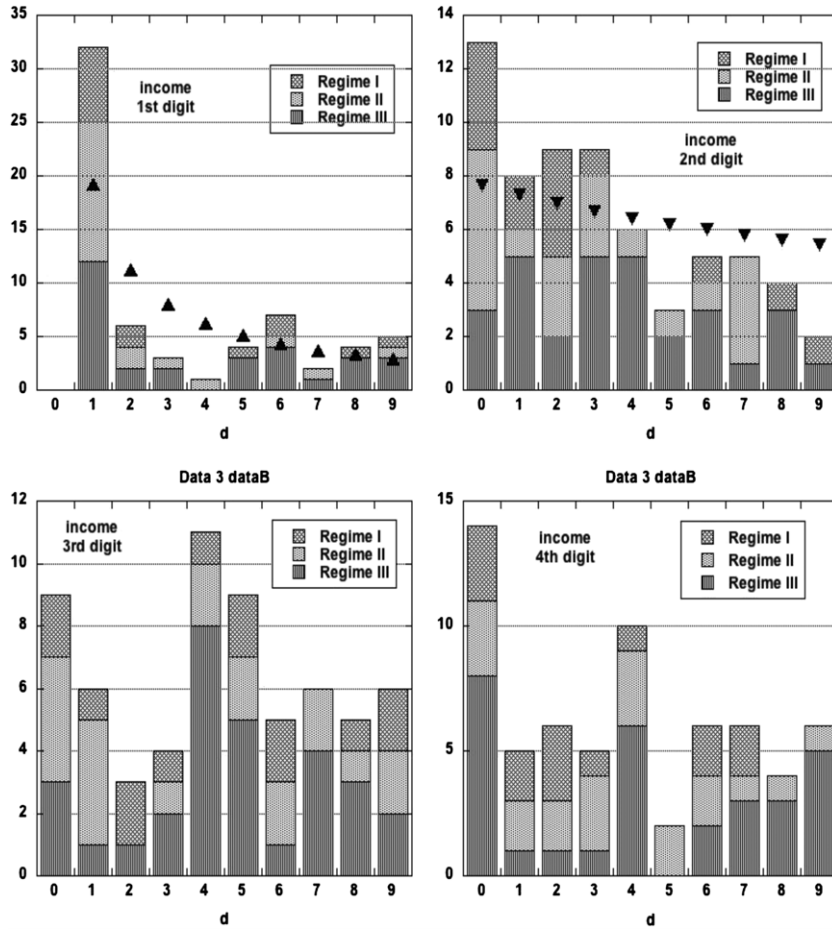 35
30
25
20
15
10
5
0
income
1st digit
Regime I
Regime II
Regime III
0 1 2 3 4 5 6 7 8 9
d
14
12
10
8
6
4
2
0
Regime I
Regime II
Regime III
income
2nd digit
0 1 2 3 4 5 6 7 8 9
d
Data 3 dataB
12
10
8
6
4
2
0
income
3rd digit
Regime I
Regime II
Regime III
0 1 2 3 4 5 6 7 8 9
d
Data 3 dataB
15
10
5
0
income
4th digit
Regime I
Regime II
Regime III
0 1 2 3 4 5 6 7 8 9
d